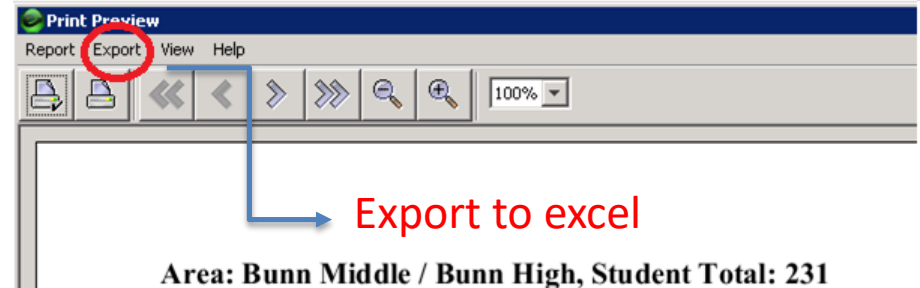 Print Preview
Report Export View Help
100%
Export to excel
Area: Bunn Middle / Bunn High, Student Total: 231